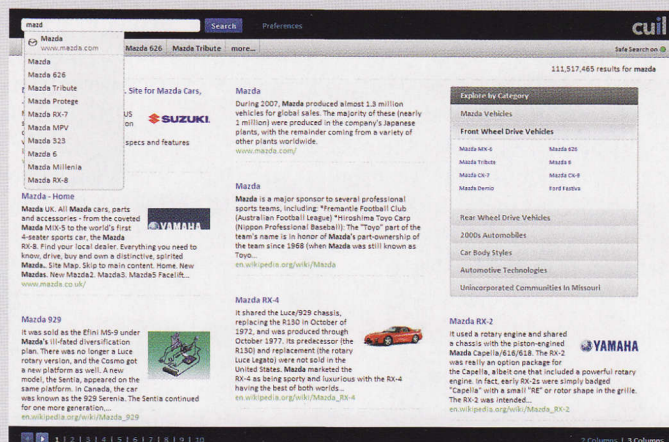 mazd
Search
Preferences
cuil
Mazda
www.mazda.com
Mazda
Mazda 626
Mazda Tribute
Mazda Protege
Mazda RX-7
Mazda MPV
Mazda 323
Mazda 6
Mazda Millenia
Mazda RX-8
Mazda 626
Mazda Tribute
more...
Safe Search on
111,517,465 results for mazda
Site for Mazda Cars,
US
on
specs and features
SUZUKI
Mazda - Home
Mazda UK. All Mazda cars, parts
and accessories - from the coveted
Mazda MIX-5 to the world's first
4-seater sports car, the Mazda
RX-8. Find your local dealer. Everything you need to
know, drive, buy and own a distinctive, spirited
Mazda.. Site Map. Skip to main content. Home. New
Mazdas. New Mazda2. Mazda3. Mazda5 Facelift...
www.mazda.co.uk/
YAMAHA
Mazda 929
It was sold as the Efini MS-9 under
Mazda's ill-fated diversification
plan. There was no longer a Luce
rotary version, and the Cosmo got
a new platform as well. A new
model, the Sentia, appeared on the
same platform. In Canada, the car
was known as the 929 Serenia. The Sentia continued
for one more generation,...
en.wikipedia.org/wiki/Mazda_929
Mazda
During 2007, Mazda produced almost 1.3 million
vehicles for global sales. The majority of these (nearly
1 million) were produced in the company's Japanese
plants, with the remainder coming from a variety of
other plants worldwide.
www.mazda.com/
Mazda
Mazda is a major sponsor to several professional
sports teams, including: *Fremantle Football Club
(Australian Football League) *Hiroshima Toyo Carp
(Nippon Professional Baseball): The "Toyo" part of the
team's name is in honor of Mazda's part-ownership of
the team since 1968 (when Mazda was still known as
Toyo...
en.wikipedia.org/wiki/Mazda
Mazda RX-4
It shared the Luce/929 chassis,
replacing the R130 in October of
1972, and was produced through
October 1977. Its predecessor (the
R130) and replacement (the rotary
Luce Legato) were not sold in the
United States. Mazda marketed the
RX-4 as being sporty and luxurious with the RX-4
having the best of both worlds...
en.wikipedia.org/wiki/Mazda_RX-4
Explore by Category
Mazda Vehicles
Front Wheel Drive Vehicles
Mazda MX-6
Mazda 626
Mazda Tribute
Mazda 6
Mazda CX-7
Mazda CX-9
Mazda Demio
Ford Festiva
Rear Wheel Drive Vehicles
2000s Automobiles
Car Body Styles
Automotive Technologies
Unincorporated Communities In Missouri
Mazda RX-2
It used a rotary engine and shared
a chassis with the piston-engined
Mazda Capella/616/618. The RX-2
was really an option package for
the Capella, albeit one that included a powerful rotary
engine. In fact, early RX-2s were simply badged
"Capella" with a small "RE" or rotor shape in the grille.
The RX-2 was intended...
en.wikipedia.org/wiki/Mazda_RX-2
YAMAHA
1 | 2 | 3 | 4 | 5 | 6 | 7 | 8 | 9 | 10
2 Columns | 3 Columns